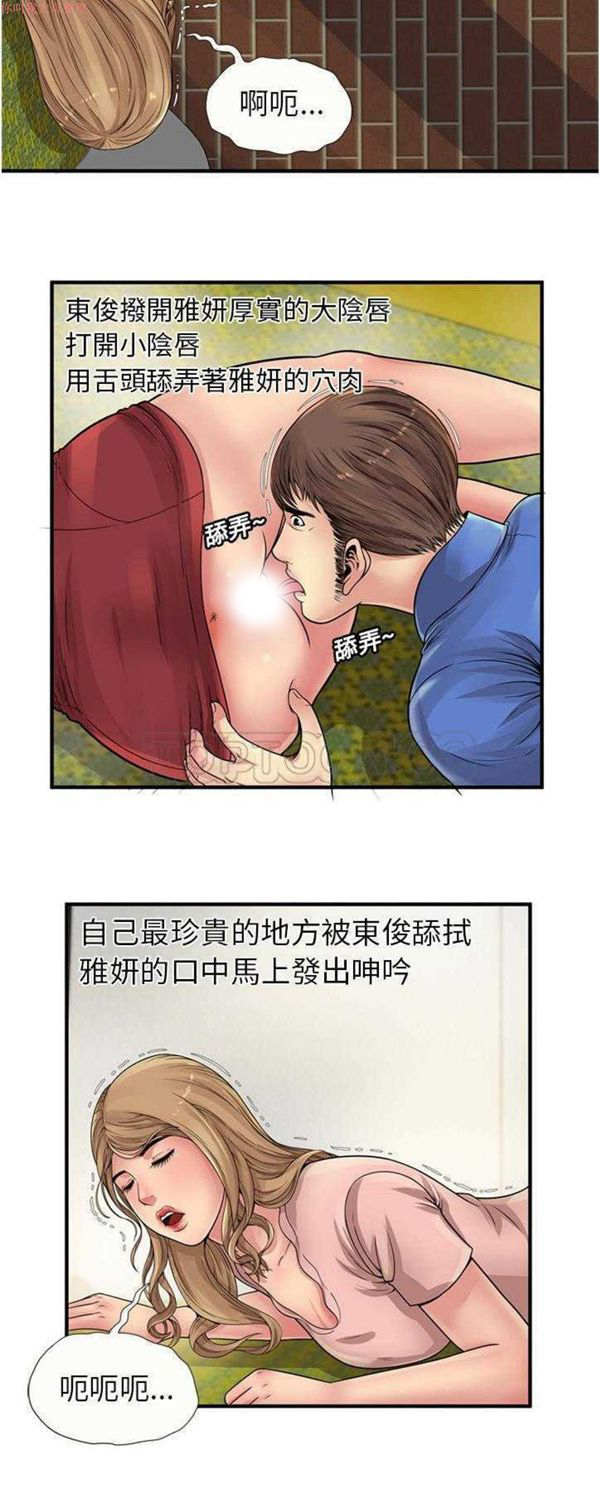 啊呃...
東俊撥開雅妍厚實的大陰唇
打開小陰唇
用舌頭舔弄著雅妍的穴肉
舔弄~
舔弄~
自己最珍貴的地方被東俊舔拭
雅妍的口中馬上發出呻吟
呃呃呃...